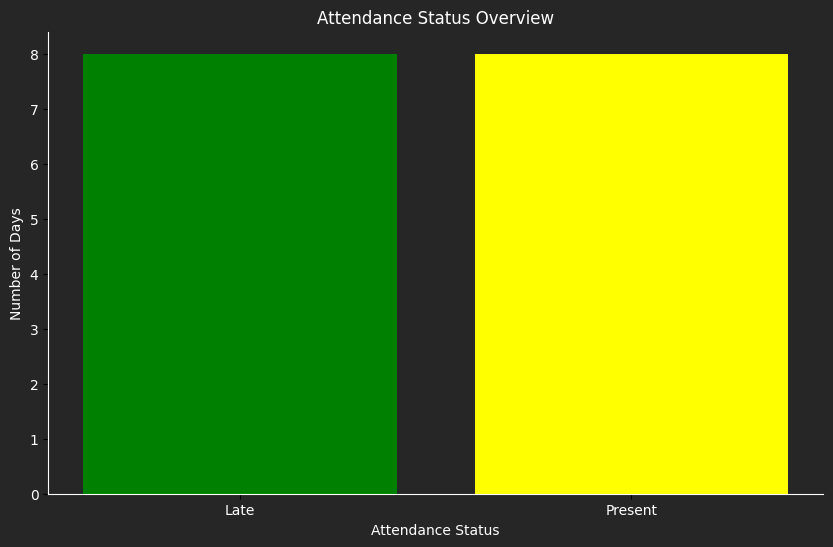 Attendance Status Overview
8
7
6
5
4
3
2
1
0
Number of Days
Late Present
Attendance Status